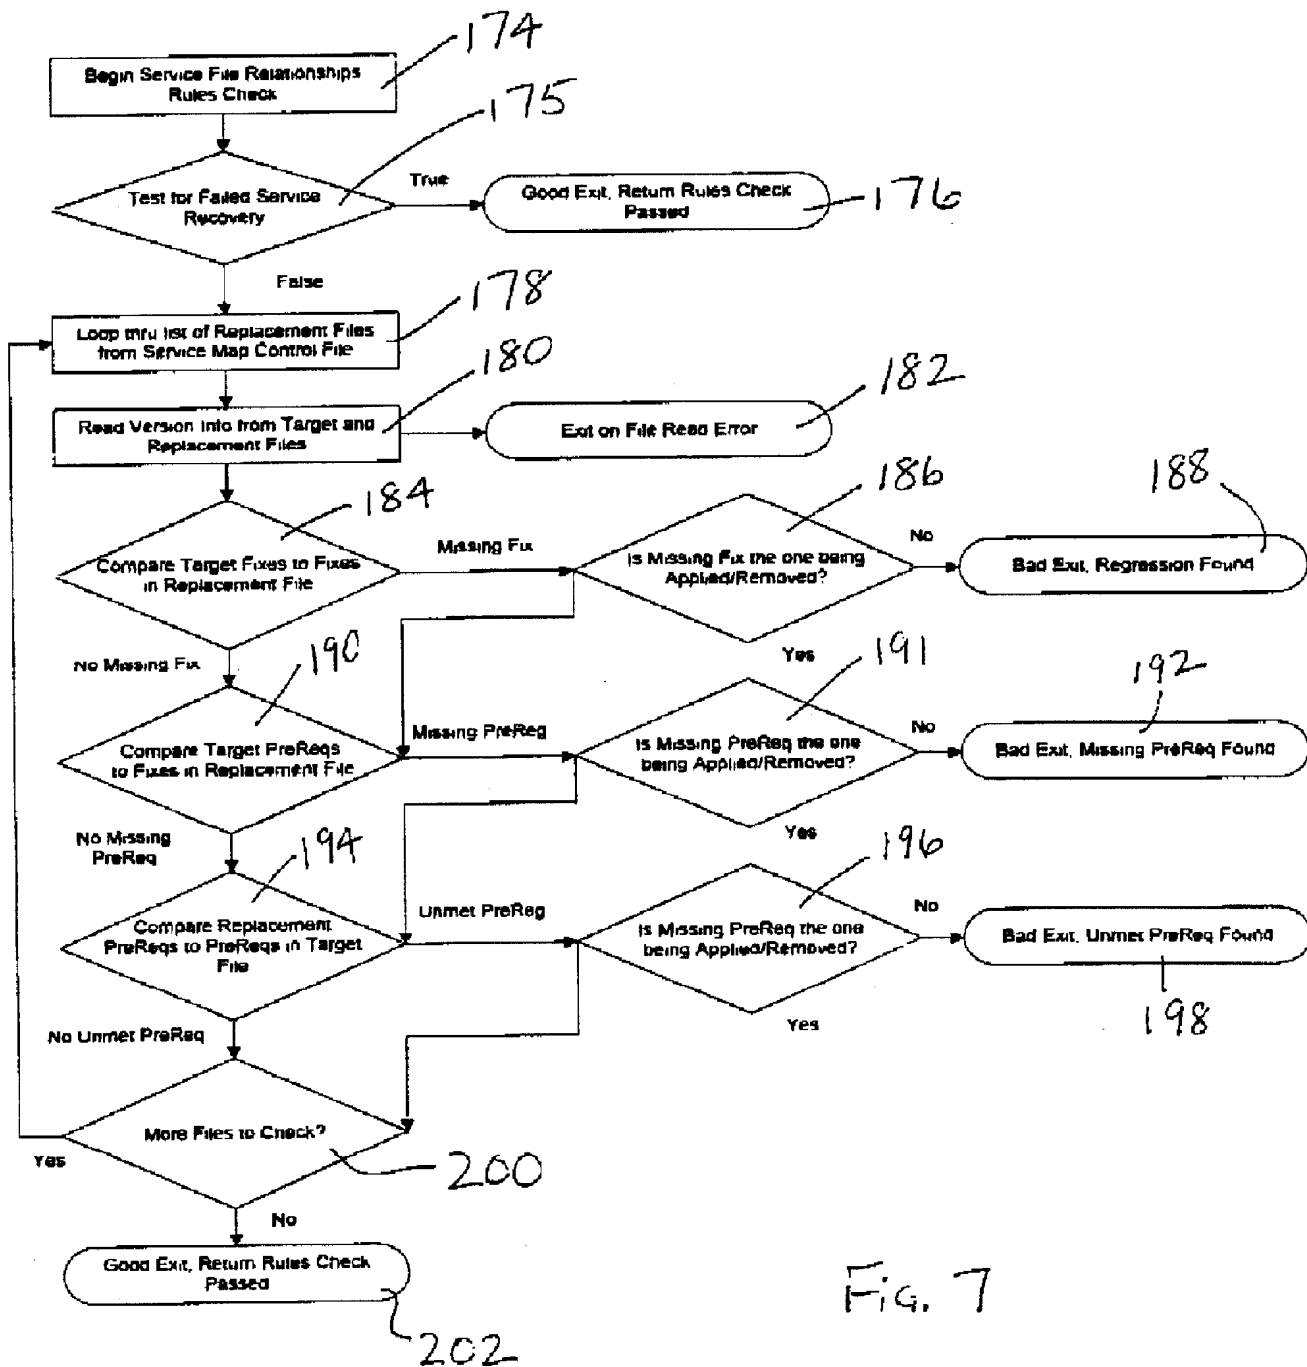 174
Begin Service File Relationships
Rules Check
175
Test for Failed Service
Recovery
True
Good Exit, Return Rules Check
Passed
176
False
178
Loop thru list of Replacement Files
from Service Map Control File
180
Read Version Info from Target and
Replacement Files
182
Exit on File Read Error
184
Compare Target Fixes to Fixes
in Replacement File
Missing Fix
186
Is Missing Fix the one being
Applied/Removed?
No
188
Bad Exit, Regression Found
Yes
No Missing Fix
190
Compare Target PreReqs
to Fixes in Replacement File
Missing PreReq
191
Is Missing PreReq the one
being Applied/Removed?
No
192
Bad Exit, Missing PreReq Found
Yes
No Missing
PreReq
194
Compare Replacement
PreReqs to PreReqs in Target
File
Unmet PreReq
196
Is Missing PreReq the one
being Applied/Removed?
No
Bad Exit, Unmet PreReq Found
198
Yes
No Unmet PreReq
More Files to Check?
Yes
200
No
Good Exit, Return Rules Check
Passed
202
Fig. 7